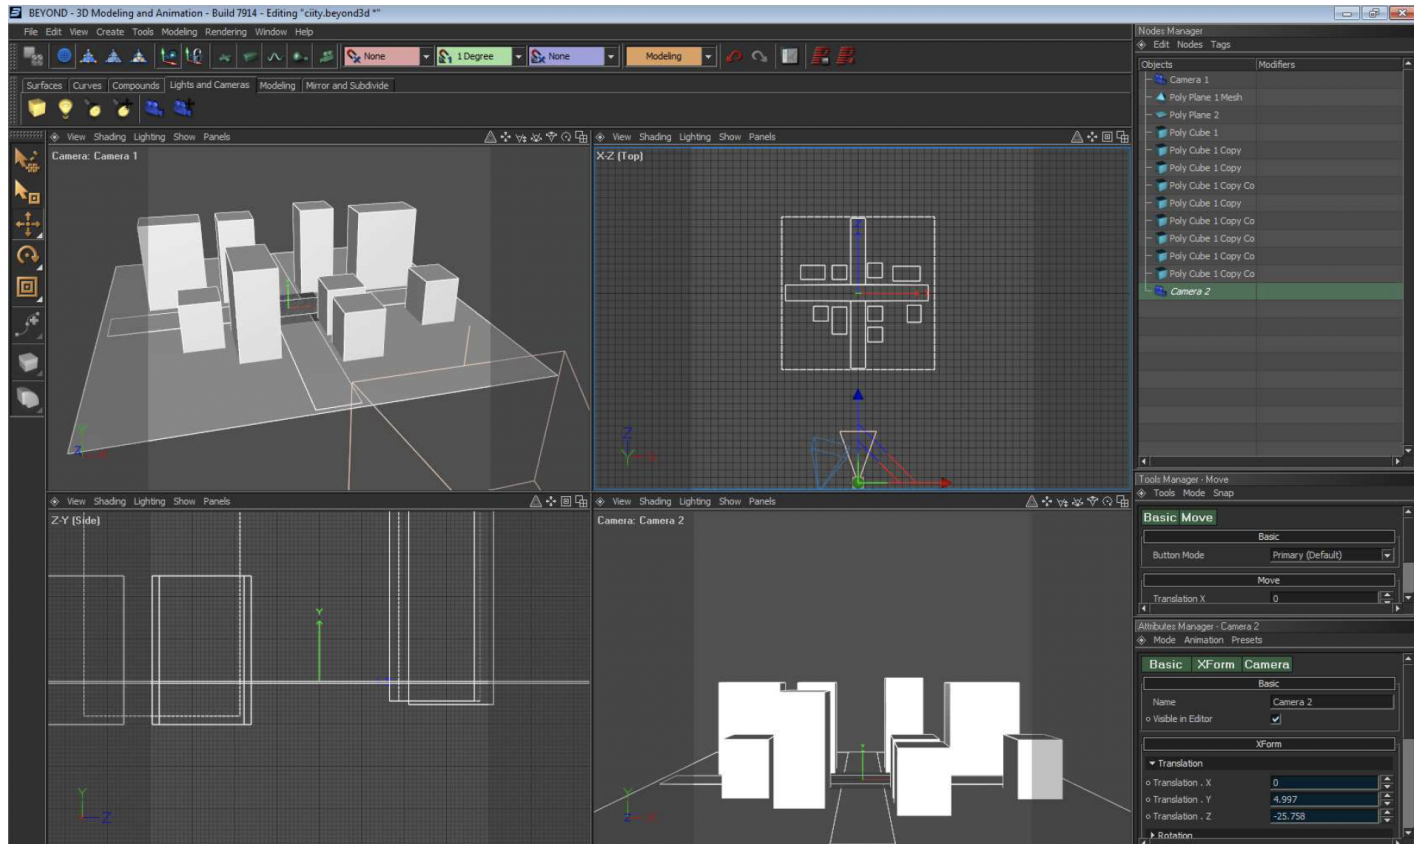 BEYOND - 3D Modeling and Animation - Build 7914 - Editing "ciity.beyond3d *"
File Edit View Create Tools Modeling Rendering Window Help
None 1 Degree None Modeling
Surfaces Curves Compounds Lights and Cameras Modeling Mirror and Subdivide
View Shading Lighting Show Panels
Camera: Camera 1
Y
Z
View Shading Lighting Show Panels
X-Z (Top)
Z
Y
View Shading Lighting Show Panels
Z-Y (Side)
Y
Y
Z
View Shading Lighting Show Panels
Camera: Camera 2
Y
Z
Nodes Manager
Edit Nodes Tags
Objects Modifiers
Camera 1
Poly Plane 1 Mesh
Poly Plane 2
Poly Cube 1
Poly Cube 1 Copy
Poly Cube 1 Copy Co
Poly Cube 1 Copy
Poly Cube 1 Copy Co
Poly Cube 1 Copy Co
Poly Cube 1 Copy Co
Poly Cube 1 Copy Co
Camera 2
Tools Manager - Move
Tools Mode Snap
Basic Move
Basic
Button Mode Primary (Default)
Move
Translation X 0
Attributes Manager - Camera 2
Mode Animation Presets
Basic XForm Camera
Basic
Name Camera 2
Visible in Editor
XForm
Translation
Translation . X 0
Translation . Y 4.997
Translation . Z -25.758
Rotation